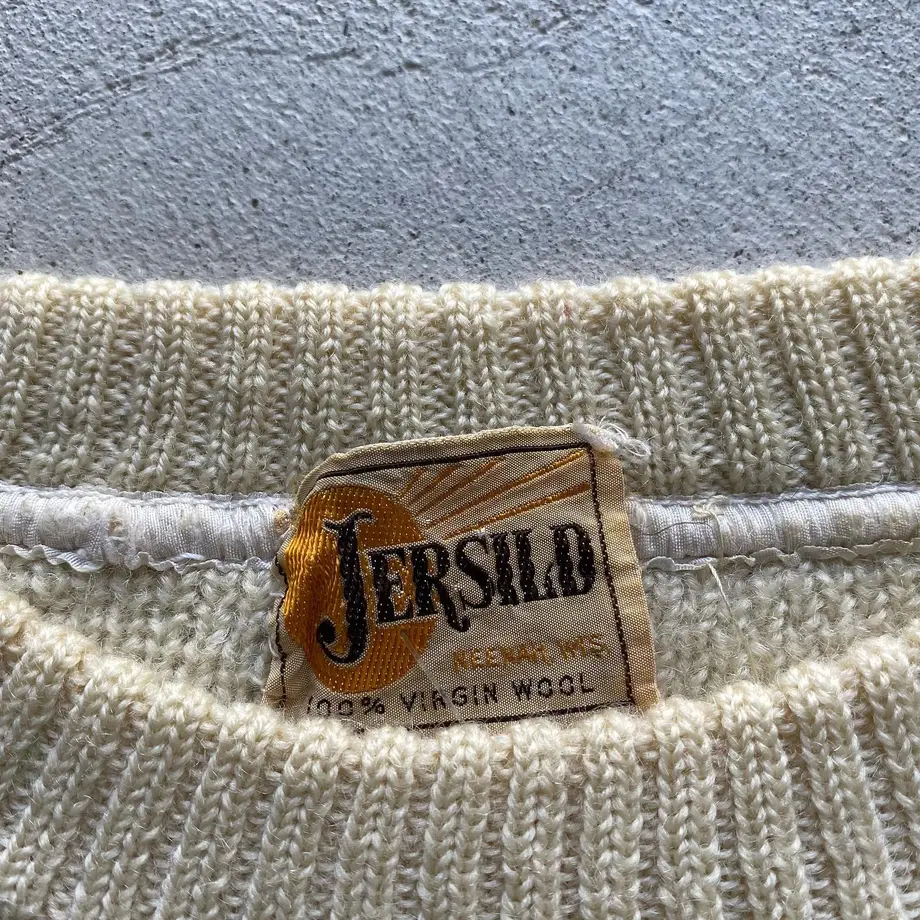 JERSILD
NEENAH, WIS.
100% VIRGIN WOOL